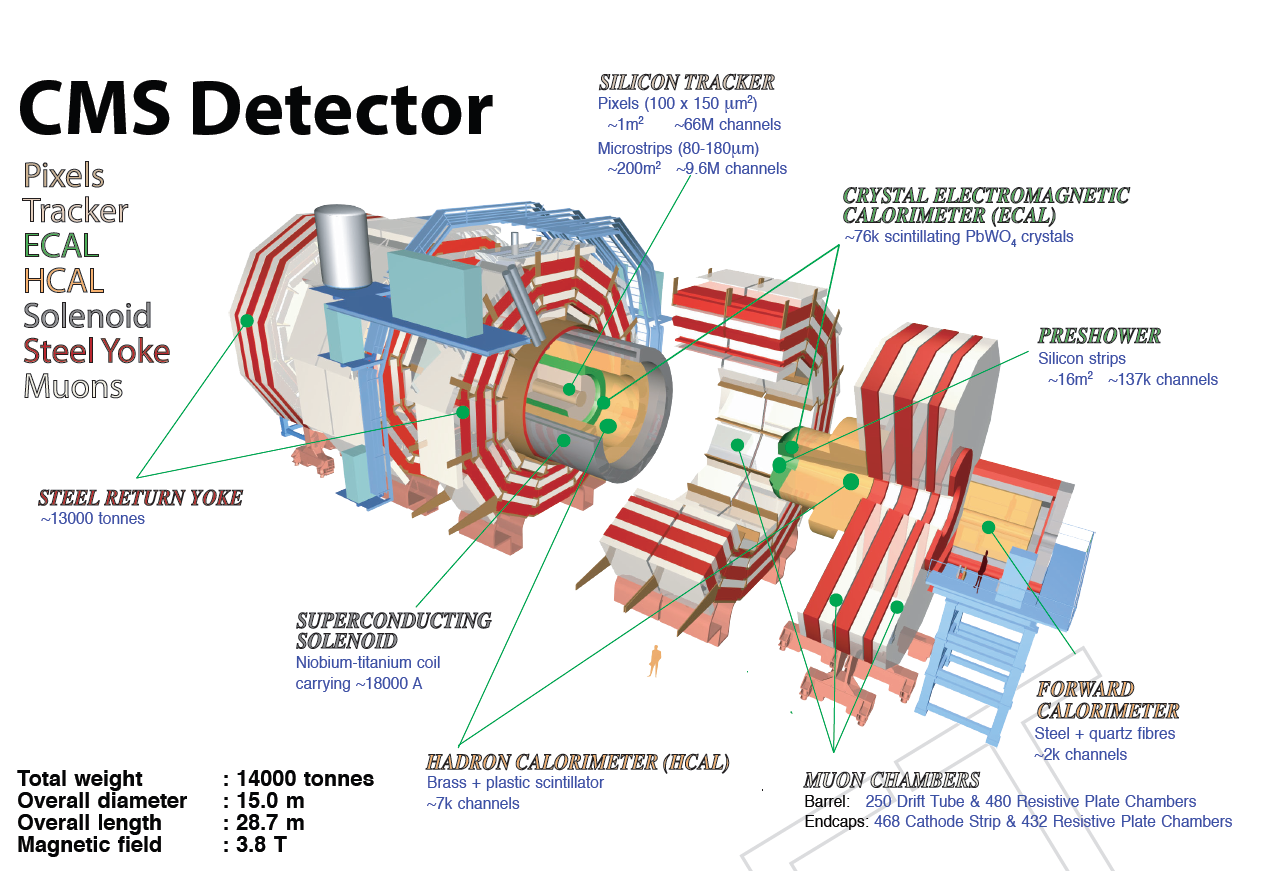 CMS Detector
Pixels
Tracker
ECAL
HCAL
Solenoid
Steel Yoke
Muons
SILICON TRACKER
Pixels (100 x 150 μm²)
~1m² ~66M channels
Microstrips (80-180μm)
~200m² ~9.6M channels
CRYSTAL ELECTROMAGNETIC
CALORIMETER (ECAL)
~76k scintillating PbWO₄ crystals
PRESHOWER
Silicon strips
~16m² ~137k channels
STEEL RETURN YOKE
~13000 tonnes
SUPERCONDUCTING
SOLENOID
Niobium-titanium coil
carrying ~18000 A
HADRON CALORIMETER (HCAL)
Brass + plastic scintillator
~7k channels
FORWARD
CALORIMETER
Steel + quartz fibres
~2k channels
MUON CHAMBERS
Barrel: 250 Drift Tube & 480 Resistive Plate Chambers
Endcaps: 468 Cathode Strip & 432 Resistive Plate Chambers
Total weight : 14000 tonnes
Overall diameter : 15.0 m
Overall length : 28.7 m
Magnetic field : 3.8 T